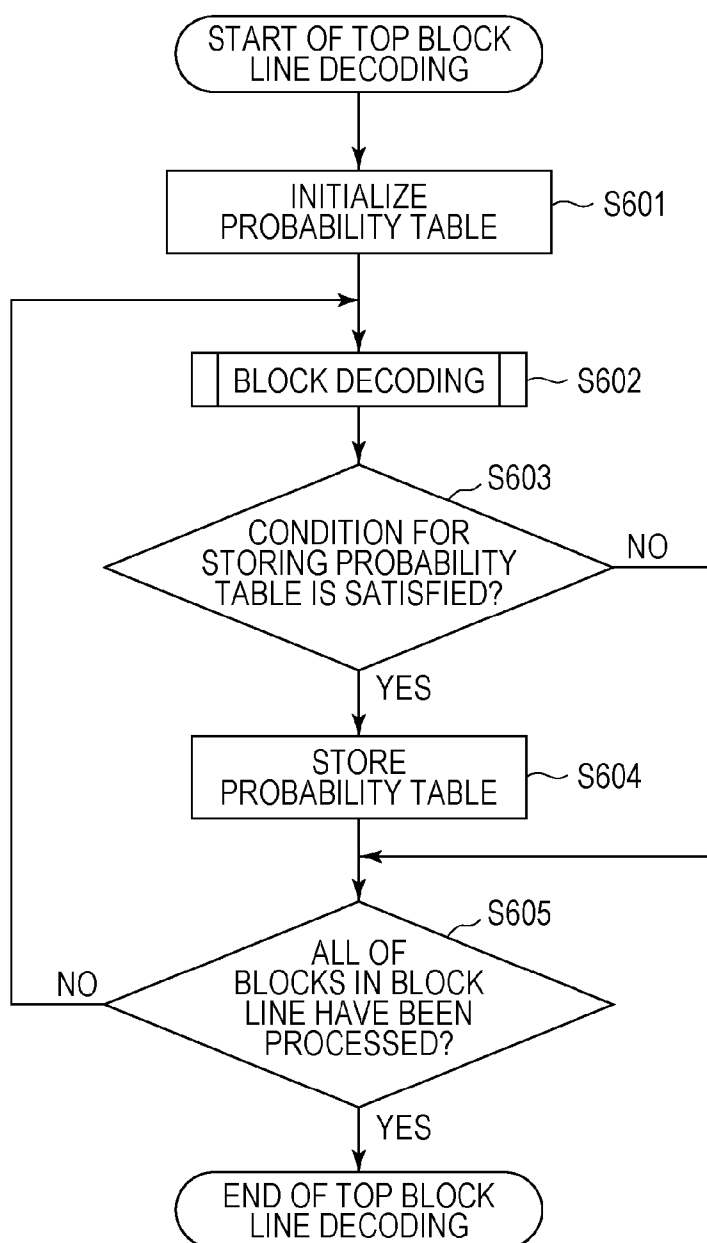 START OF TOP BLOCK
LINE DECODING
INITIALIZE
PROBABILITY TABLE
S601
BLOCK DECODING
S602
S603
CONDITION FOR
STORING PROBABILITY
TABLE IS SATISFIED?
NO
YES
STORE
PROBABILITY TABLE
S604
S605
ALL OF
BLOCKS IN BLOCK
LINE HAVE BEEN
PROCESSED?
NO
YES
END OF TOP BLOCK
LINE DECODING